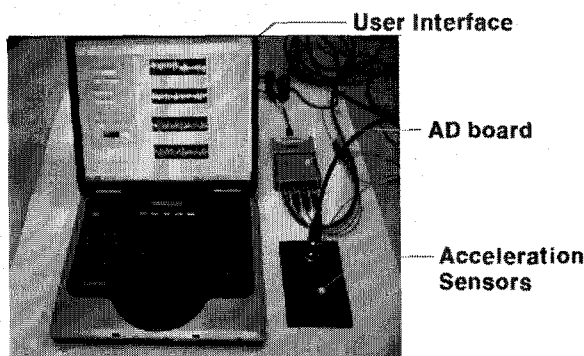 User Interface
AD board
Acceleration
Sensors